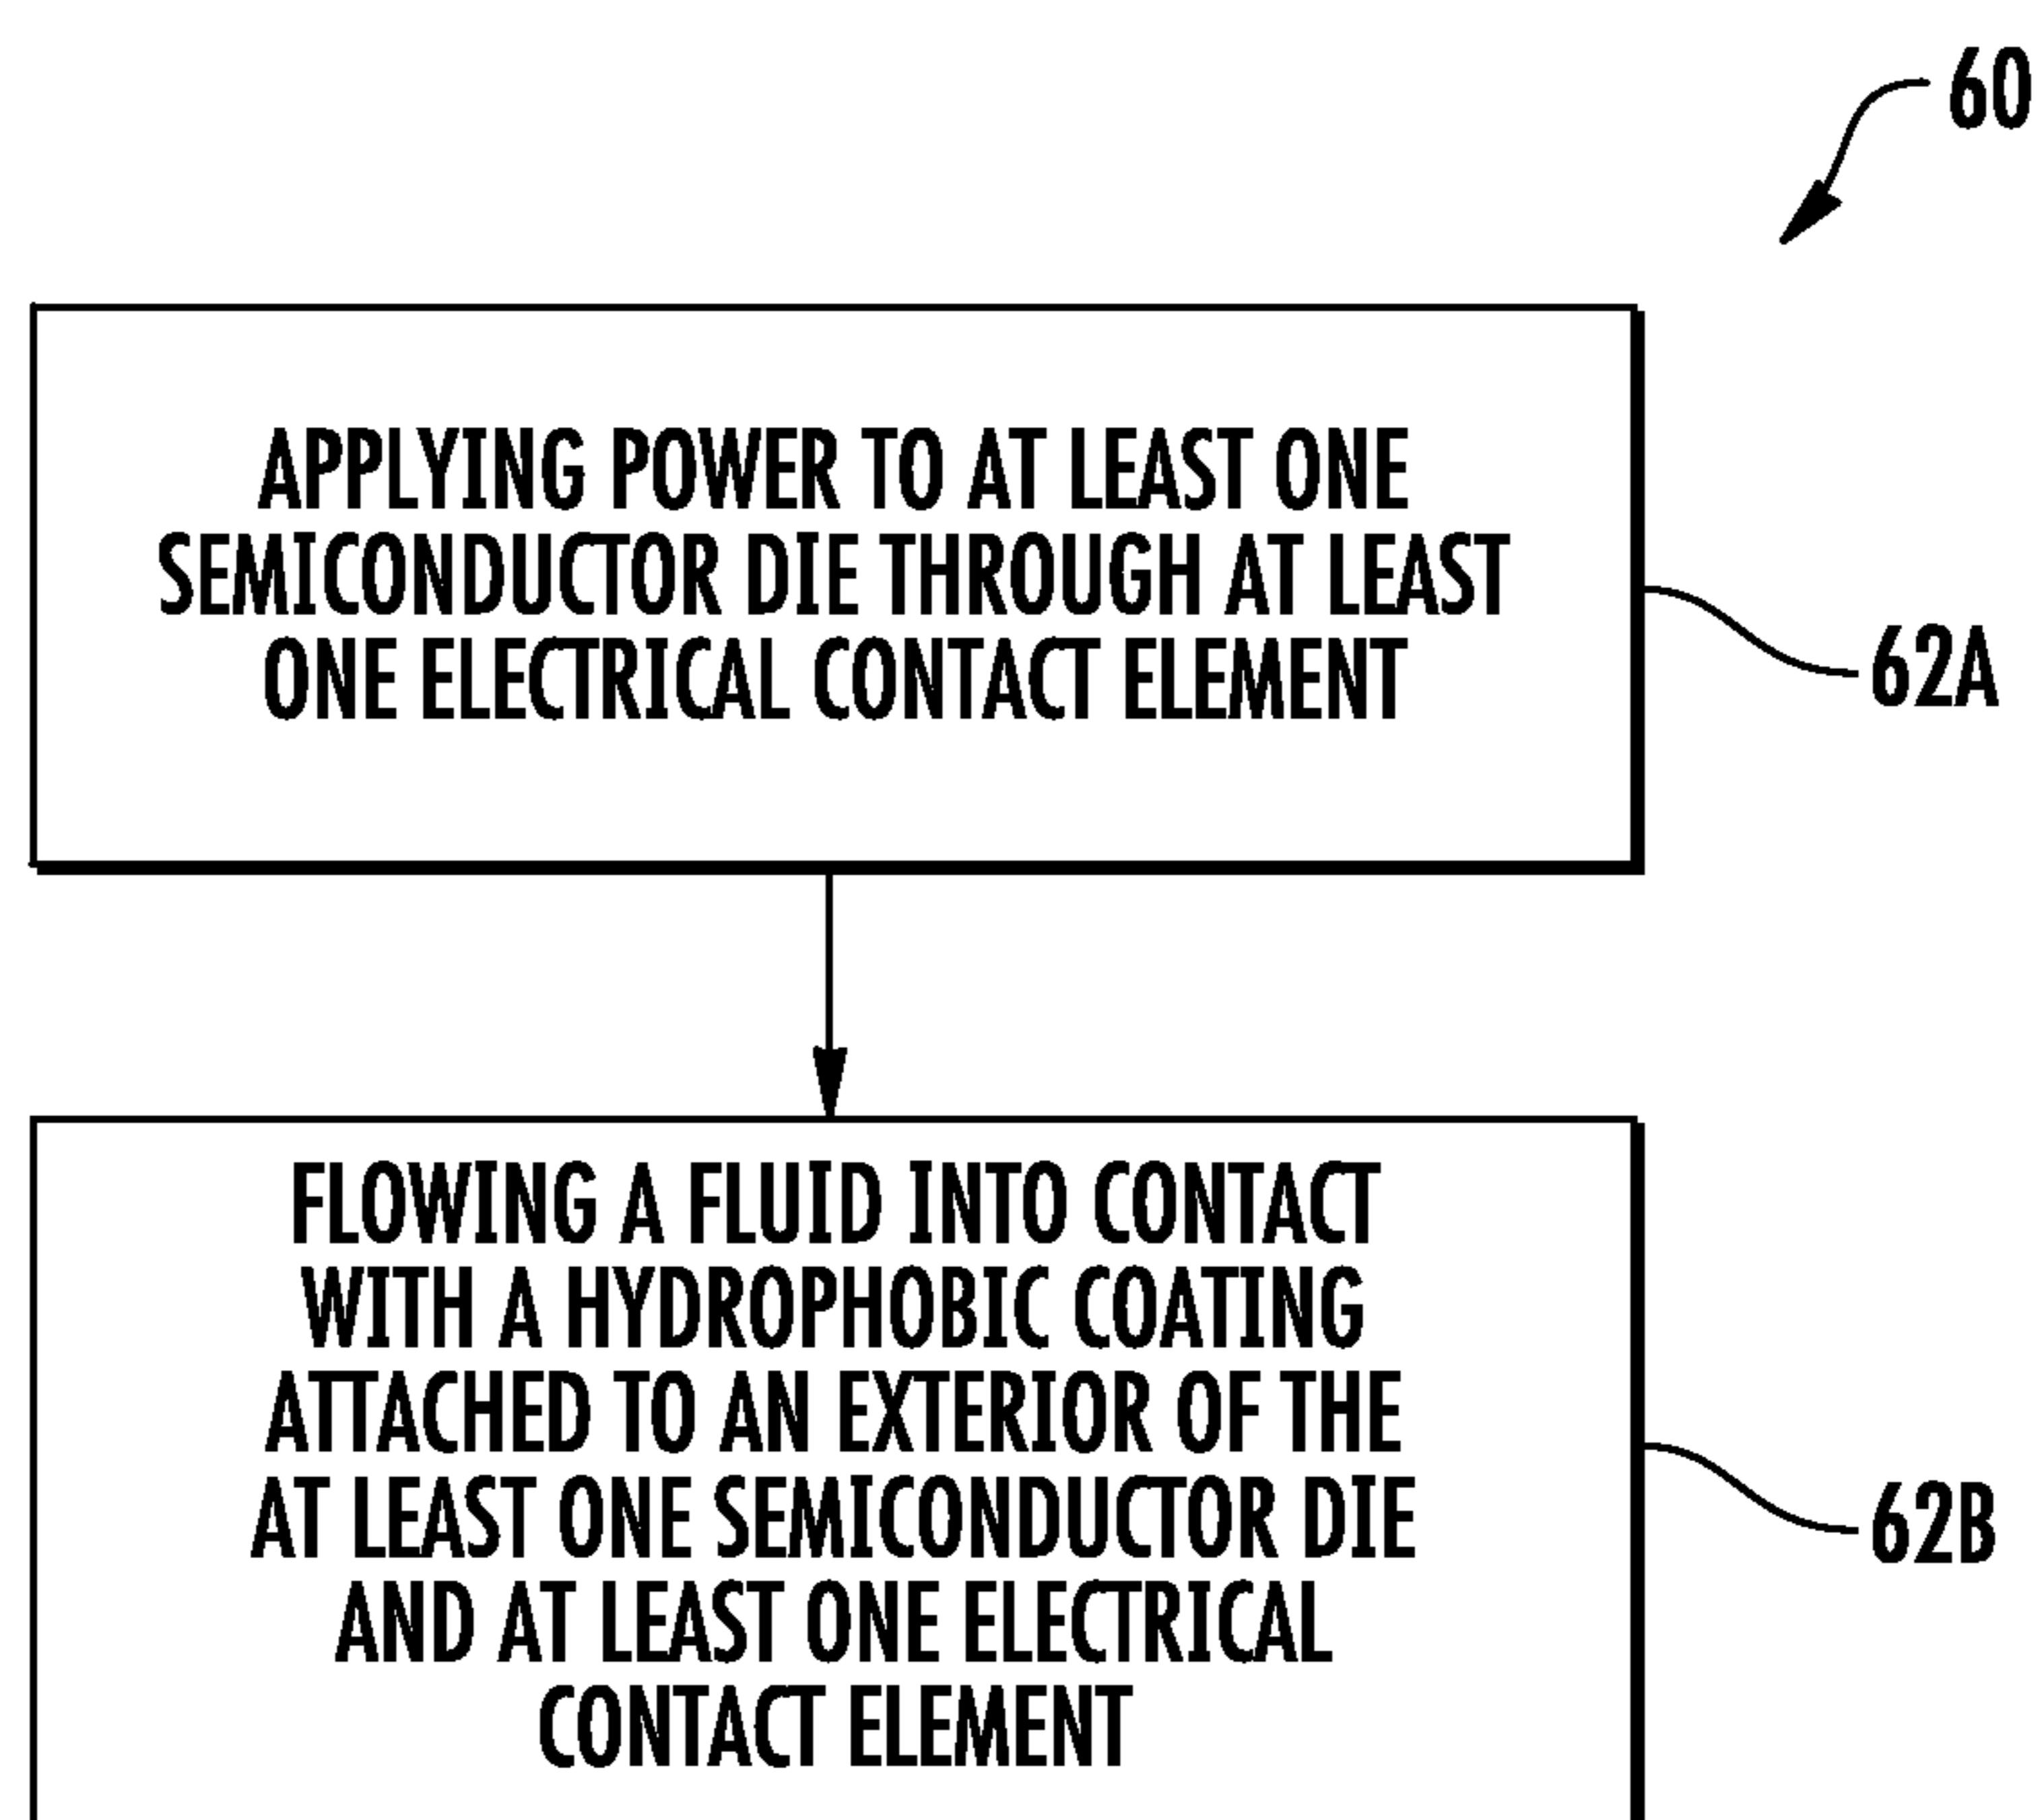 60
APPLYING POWER TO AT LEAST ONE
SEMICONDUCTOR DIE THROUGH AT LEAST
ONE ELECTRICAL CONTACT ELEMENT
62A
FLOWING A FLUID INTO CONTACT
WITH A HYDROPHOBIC COATING
ATTACHED TO AN EXTERIOR OF THE
AT LEAST ONE SEMICONDUCTOR DIE
AND AT LEAST ONE ELECTRICAL
CONTACT ELEMENT
62B